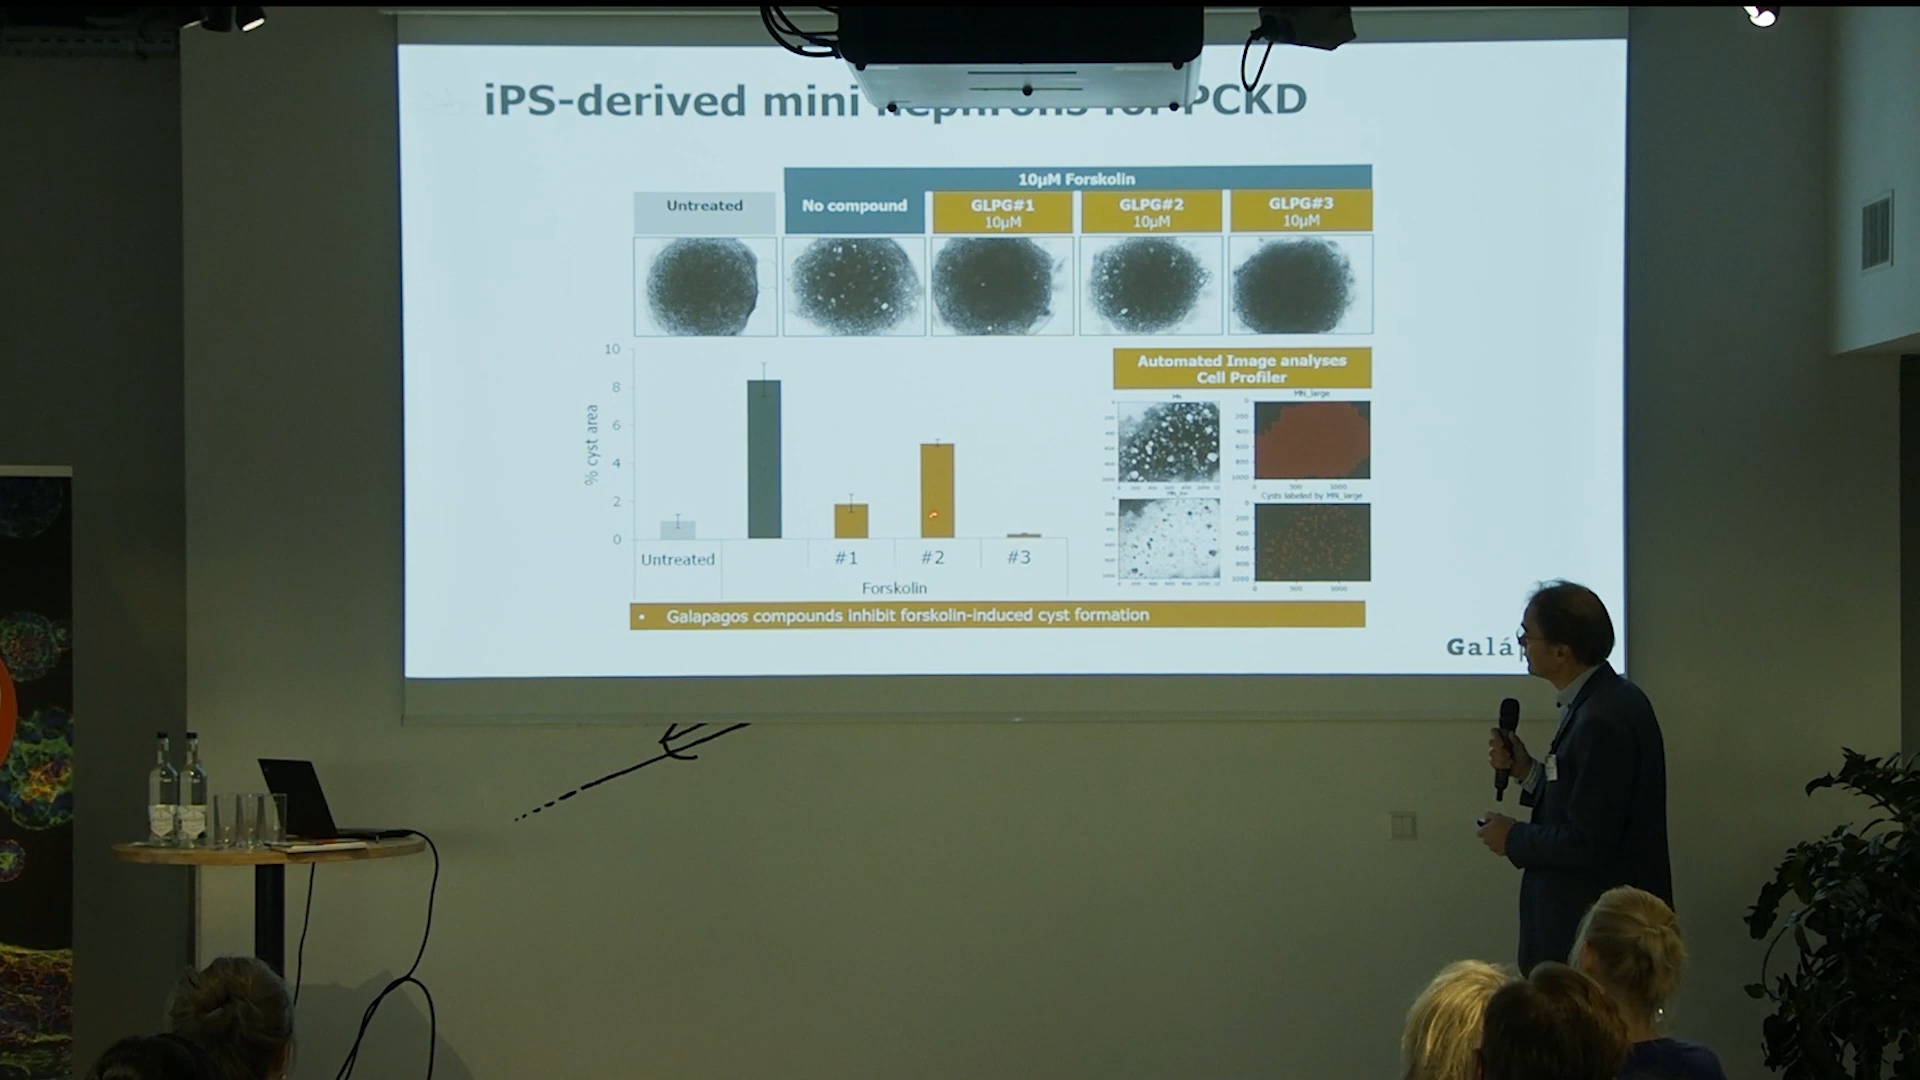 iPS-derived mini nephrons for PCKD
10µM Forskolin
Untreated
No compound
GLPG#1
10µM
GLPG#2
10µM
GLPG#3
10µM
Automated Image analyses
Cell Profiler
10
8
6
4
2
0
% cyst area
Untreated
#1
#2
#3
Forskolin
MN_large
Cysts labeled by MN_large
• Galapagos compounds inhibit forskolin-induced cyst formation
Galáp